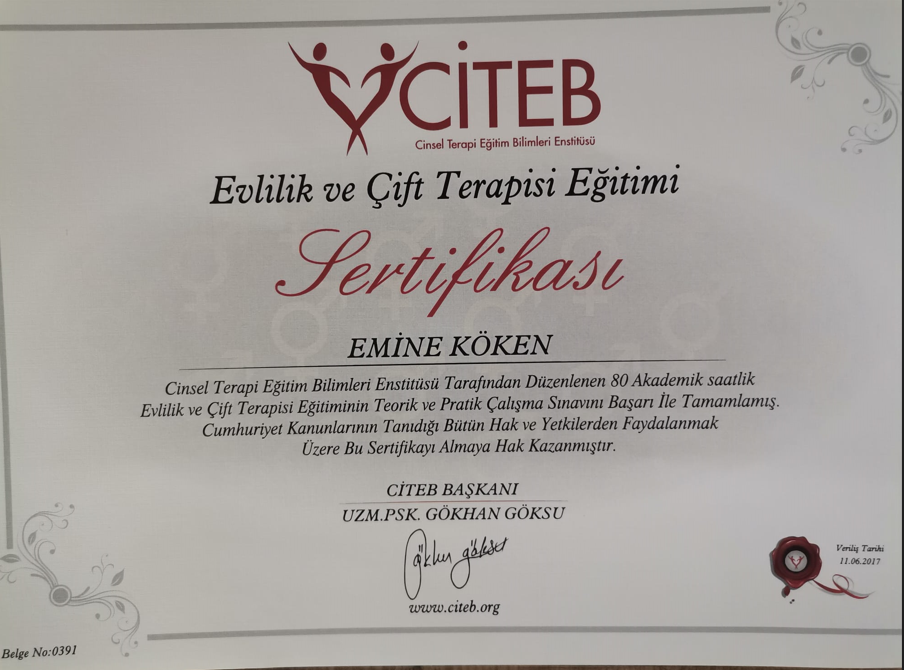 CİTEB
Cinsel Terapi Eğitim Bilimleri Enstitüsü
Evlilik ve Çift Terapisi Eğitimi
Sertifikası
EMİNE KÖKEN
Cinsel Terapi Eğitim Bilimleri Enstitüsü Tarafından Düzenlenen 80 Akademik saatlik
Evlilik ve Çift Terapisi Eğitiminin Teorik ve Pratik Çalışma Sınavını Başarı İle Tamamlamış.
Cumhuriyet Kanunlarının Tanıdığı Bütün Hak ve Yetkilerden Faydalanmak
Üzere Bu Sertifikayı Almaya Hak Kazanmıştır.
CİTEB BAŞKANI
UZM.PSK. GÖKHAN GÖKSU
Gökhan göksu
www.citeb.org
Veriliş Tarihi
11.06.2017
Belge No:0391